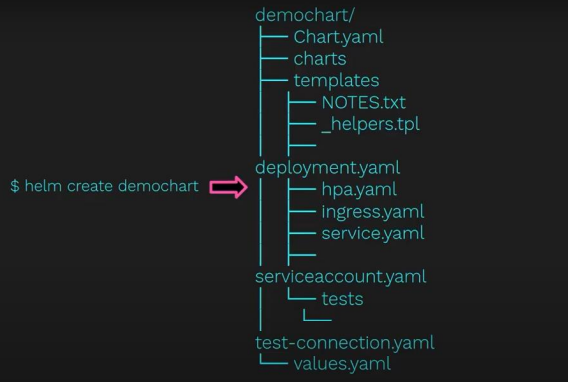 demochart/
├── Chart.yaml
├── charts
├── templates
│   ├── NOTES.txt
│   ├── _helpers.tpl
│   ├──
deployment.yaml
$ helm create demochart
│   ├── hpa.yaml
│   ├── ingress.yaml
│   ├── service.yaml
│   ├──
serviceaccount.yaml
│   └── tests
│       └──
test-connection.yaml
└── values.yaml